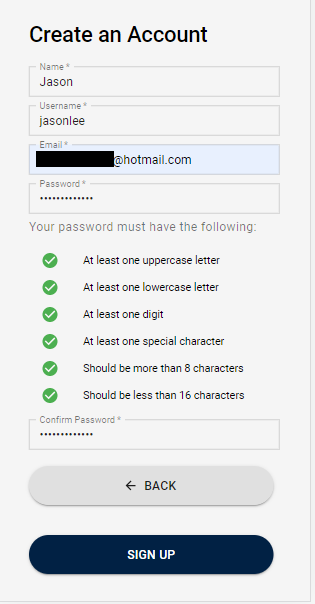 Create an Account
Name *
Jason
Username *
jasonlee
Email *
@hotmail.com
Password *
•••••••••••••
Your password must have the following:
At least one uppercase letter
At least one lowercase letter
At least one digit
At least one special character
Should be more than 8 characters
Should be less than 16 characters
Confirm Password *
•••••••••••••
← BACK
SIGN UP